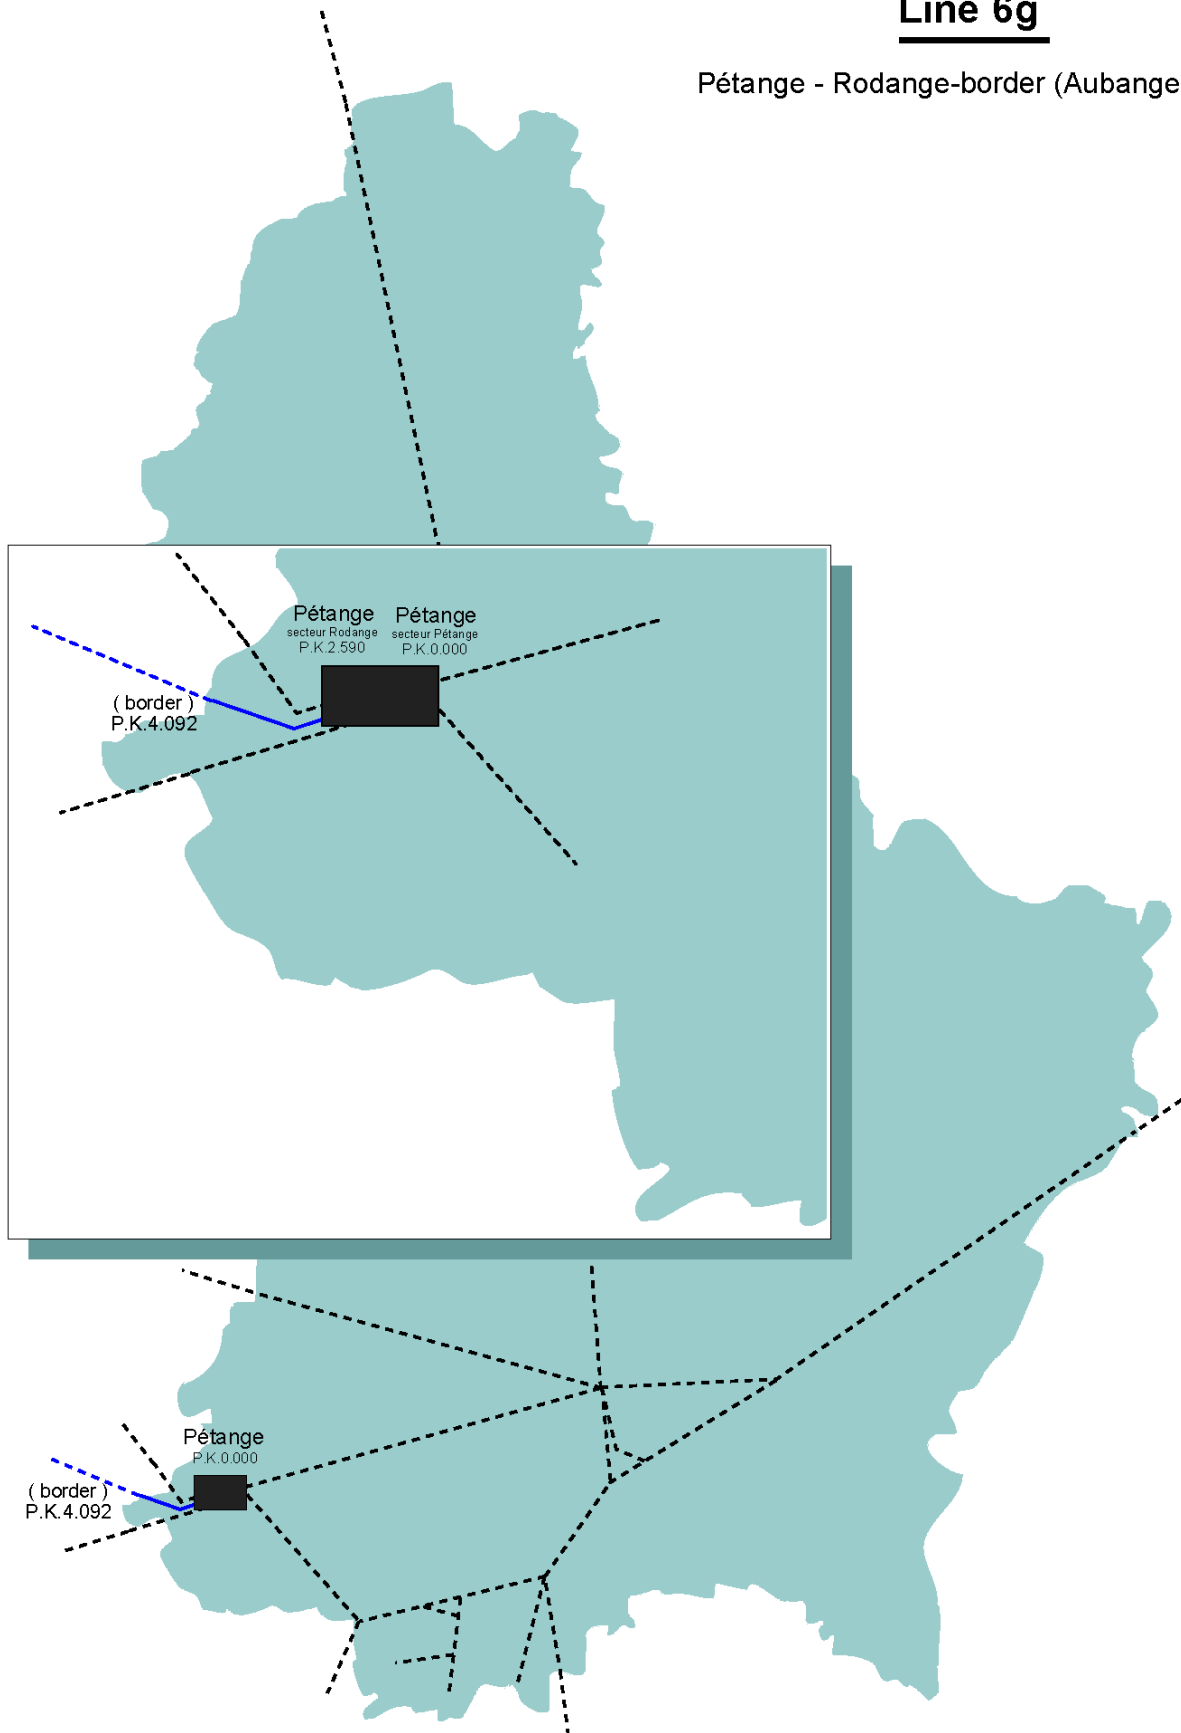 Line 6g
Pétange - Rodange-border (Aubange
Pétange
secteur Rodange
P.K.2.590
Pétange
secteur Pétange
P.K.0.000
( border )
P.K.4.092
Pétange
P.K.0.000
( border )
P.K.4.092